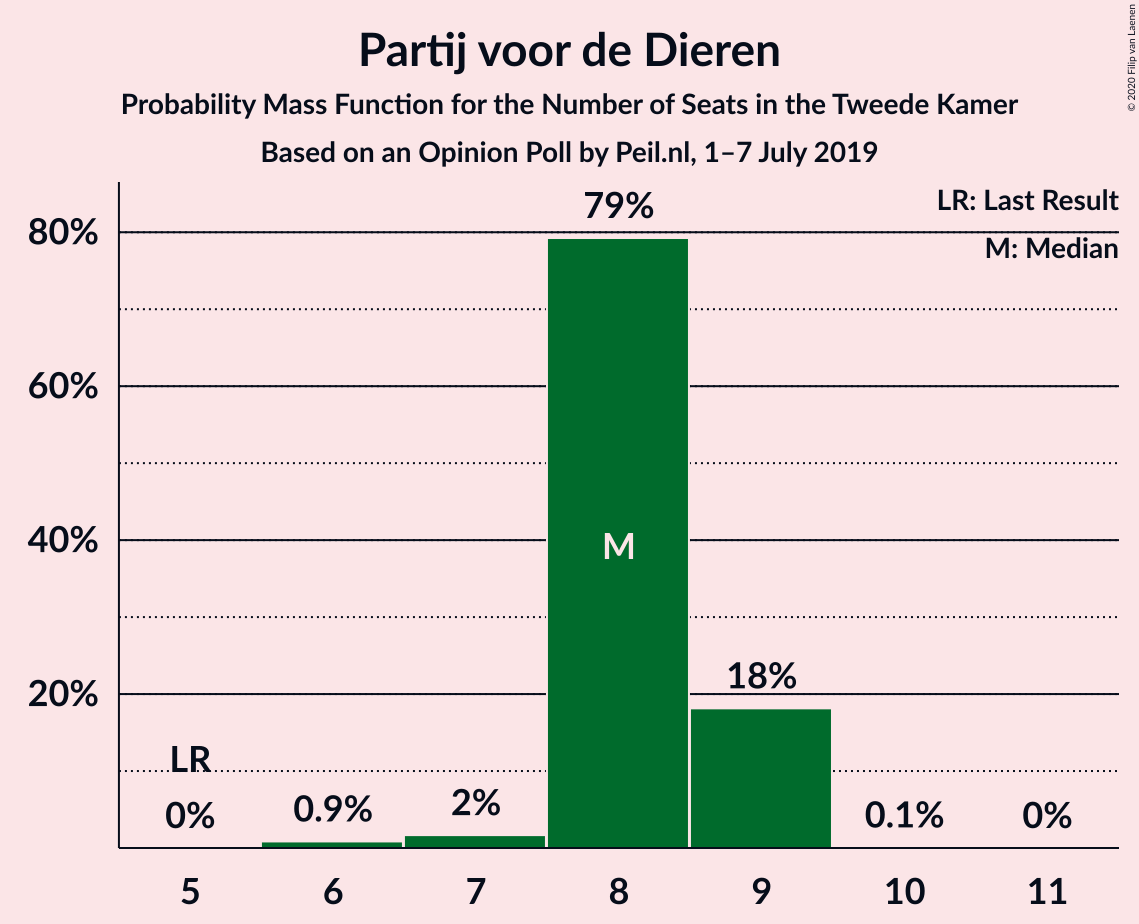 Partij voor de Dieren
Probability Mass Function for the Number of Seats in the Tweede Kamer
Based on an Opinion Poll by Peil.nl, 1–7 July 2019
© 2020 Filip van Laenen
LR: Last Result
M: Median
80%
60%
40%
20%
79%
M
18%
LR
0%
0.9%
2%
0.1%
0%
5 6 7 8 9 10 11